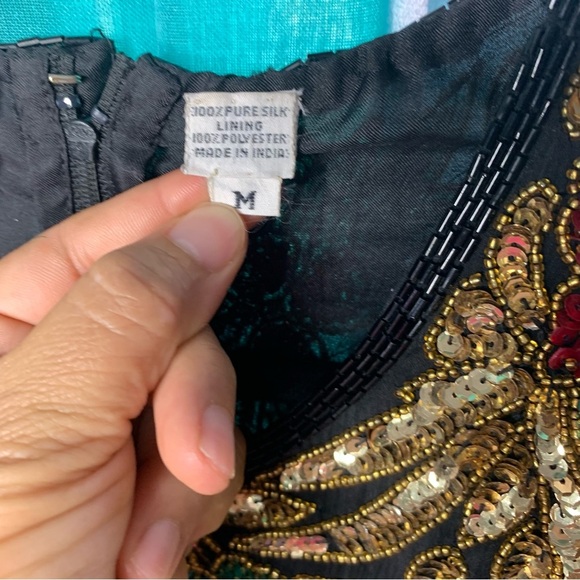 100% PURE SILK
LINING
100% POLYESTER
MADE IN INDIA
M